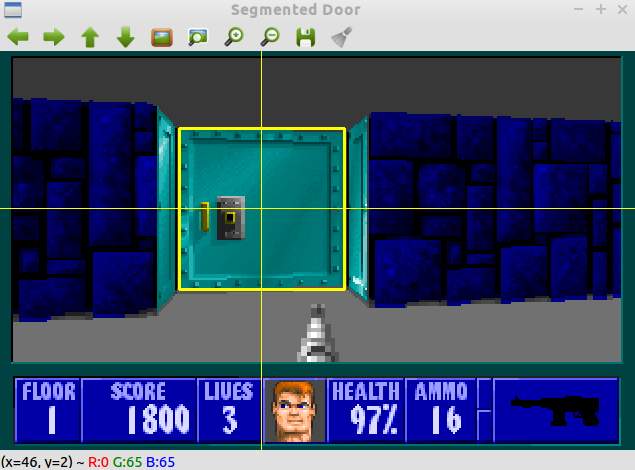 Segmented Door
FLOOR SCORE LIVES HEALTH AMMO
1 1800 3 97% 16
(x=46, y=2) ~ R:0 G:65 B:65